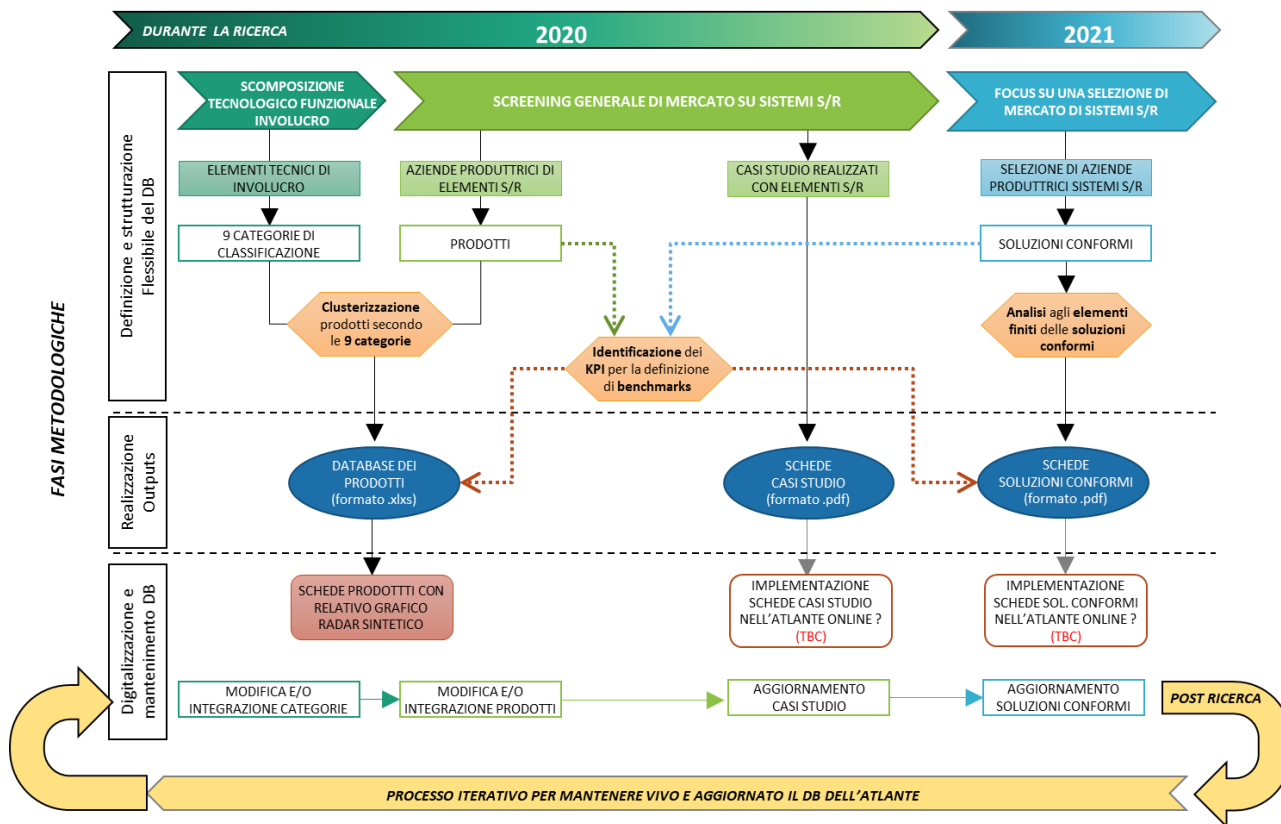 DURANTE LA RICERCA
2020
2021
FASI METODOLOGICHE
Definizione e strutturazione
Flessibile del DB
SCOMPOSIZIONE
TECNOLOGICO FUNZIONALE
INVOLUCRO
SCREENING GENERALE DI MERCATO SU SISTEMI S/R
FOCUS SU UNA SELEZIONE DI
MERCATO DI SISTEMI S/R
ELEMENTI TECNICI DI
INVOLUCRO
AZIENDE PRODUTTRICI DI
ELEMENTI S/R
CASI STUDIO REALIZZATI
CON ELEMENTI S/R
SELEZIONE DI AZIENDE
PRODUTTRICI SISTEMI S/R
9 CATEGORIE DI
CLASSIFICAZIONE
PRODOTTI
SOLUZIONI CONFORMI
Clusterizzazione
prodotti secondo
le 9 categorie
Identificazione dei
KPI per la definizione
di benchmarks
Analisi agli elementi
finiti delle soluzioni
conformi
Realizzazione
Outputs
DATABASE DEI
PRODOTTI
(formato .xlxs)
SCHEDE
CASI STUDIO
(formato .pdf)
SCHEDE
SOLUZIONI CONFORMI
(formato .pdf)
Digitalizzazione e
mantenimento DB
SCHEDE PRODOTTTI CON
RELATIVO GRAFICO
RADAR SINTETICO
IMPLEMENTAZIONE
SCHEDE CASI STUDIO
NELL'ATLANTE ONLINE ?
(TBC)
IMPLEMENTAZIONE
SCHEDE SOL. CONFORMI
NELL'ATLANTE ONLINE ?
(TBC)
MODIFICA E/O
INTEGRAZIONE CATEGORIE
MODIFICA E/O
INTEGRAZIONE PRODOTTI
AGGIORNAMENTO
CASI STUDIO
AGGIORNAMENTO
SOLUZIONI CONFORMI
POST RICERCA
PROCESSO ITERATIVO PER MANTENERE VIVO E AGGIORNATO IL DB DELL'ATLANTE